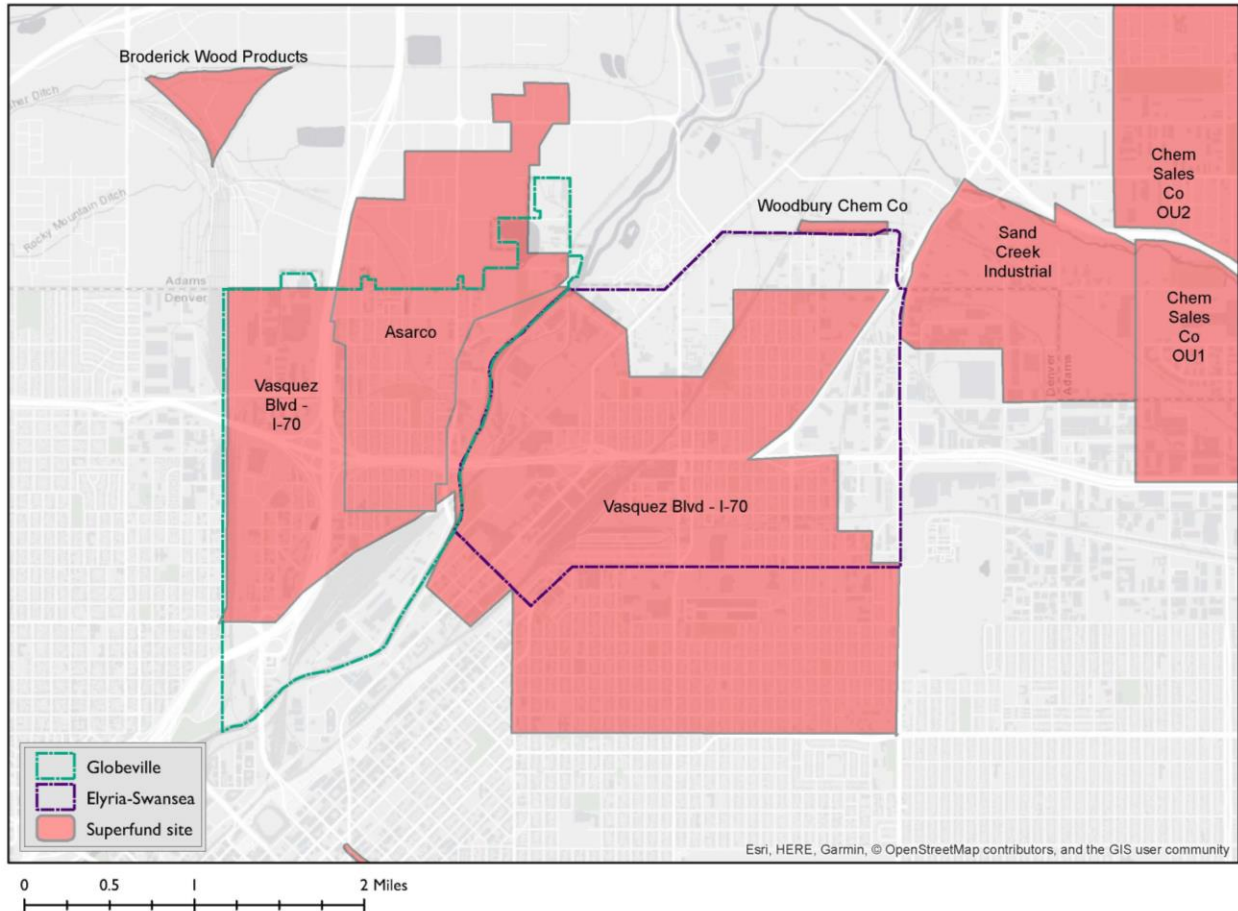 Broderick Wood Products
Rocky Mountain Ditch
Woodbury Chem Co
Chem
Sales
Co
OU2
Sand
Creek
Industrial
Adams
Denver
Asarco
Chem
Sales
Co
OU1
Vasquez
Blvd -
I-70
Denver
Adams
Vasquez Blvd - I-70
Globeville
Elyria-Swansea
Superfund site
Esri, HERE, Garmin, © OpenStreetMap contributors, and the GIS user community
0 0.5 1 2 Miles